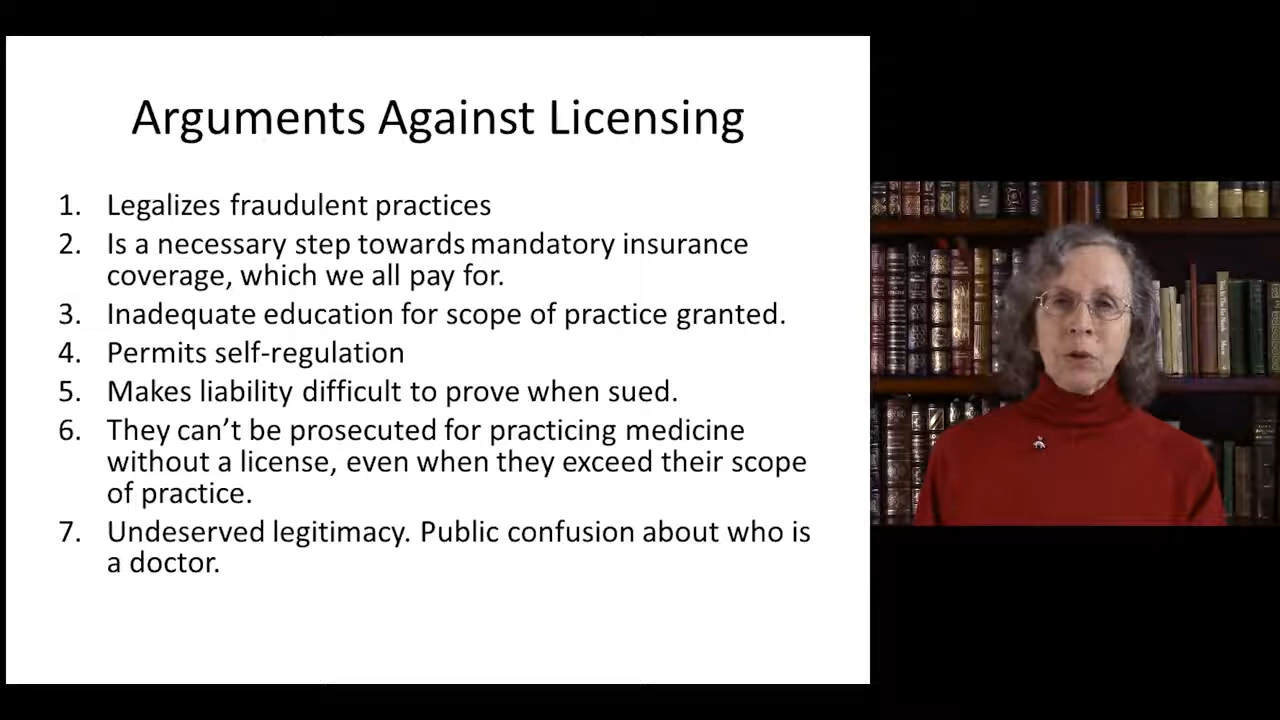 Arguments Against Licensing
1. Legalizes fraudulent practices
2. Is a necessary step towards mandatory insurance
coverage, which we all pay for.
3. Inadequate education for scope of practice granted.
4. Permits self-regulation
5. Makes liability difficult to prove when sued.
6. They can’t be prosecuted for practicing medicine
without a license, even when they exceed their scope
of practice.
7. Undeserved legitimacy. Public confusion about who is
a doctor.